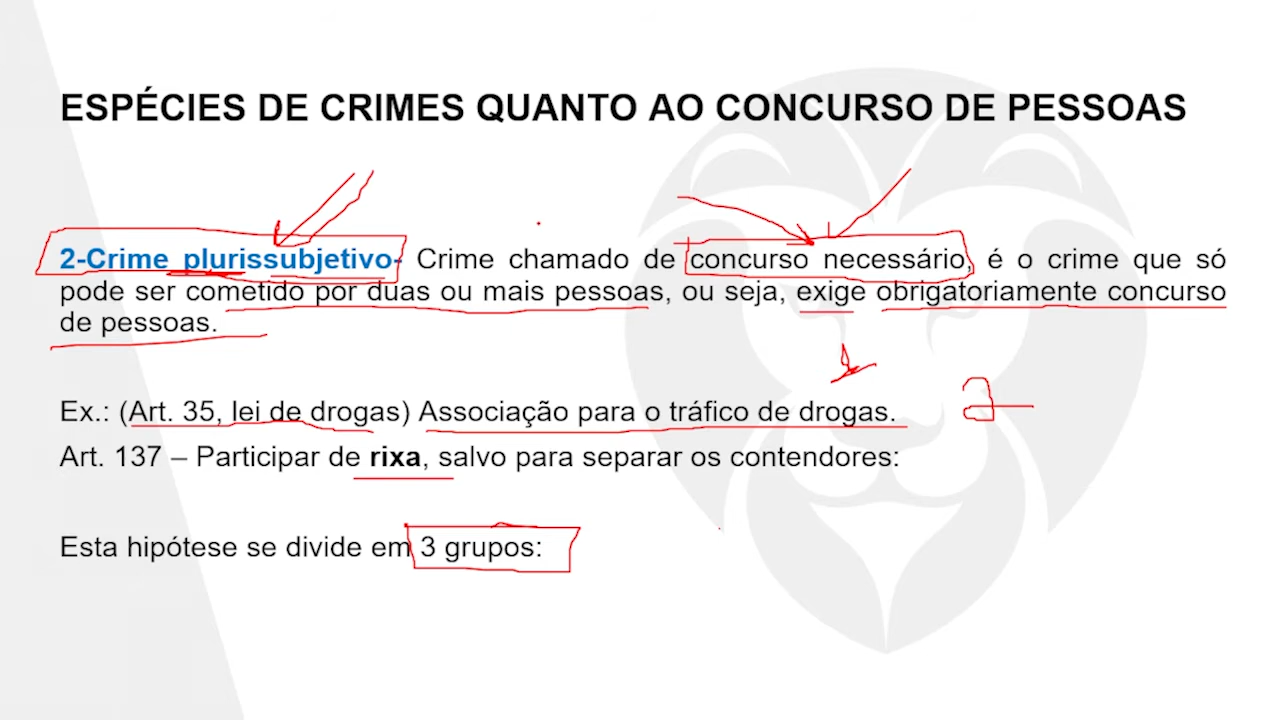 ESPÉCIES DE CRIMES QUANTO AO CONCURSO DE PESSOAS
2-Crime plurissubjetivo- Crime chamado de concurso necessário, é o crime que só
pode ser cometido por duas ou mais pessoas, ou seja, exige obrigatoriamente concurso
de pessoas.
Ex.: (Art. 35, lei de drogas) Associação para o tráfico de drogas.
2
Art. 137 – Participar de rixa, salvo para separar os contendores:
Esta hipótese se divide em 3 grupos: